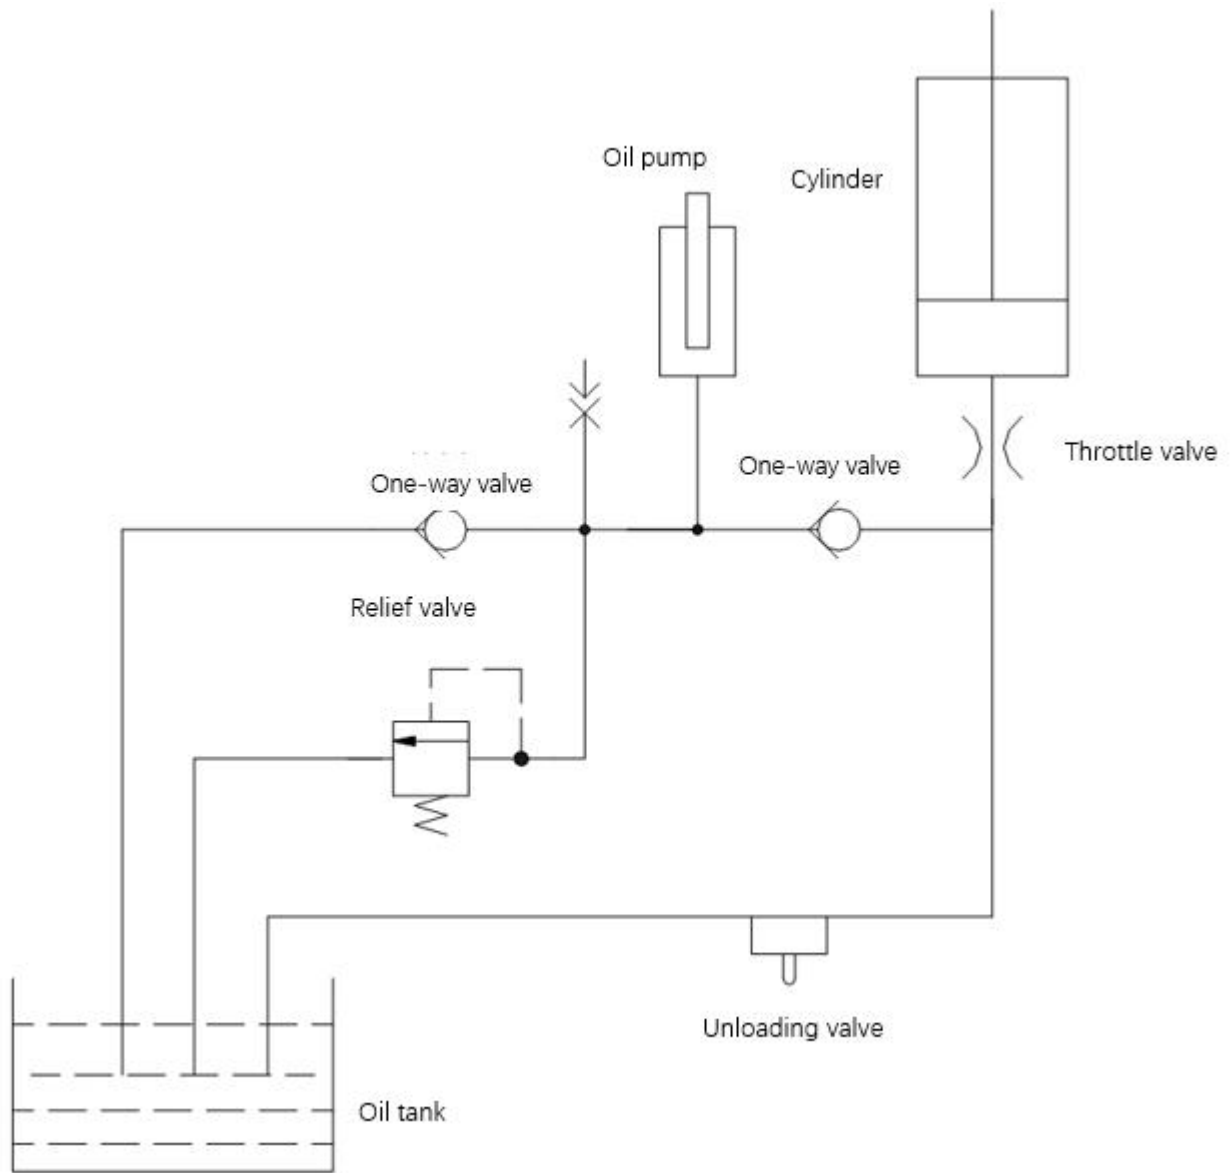 Oil pump
Cylinder
Throttle valve
One-way valve
One-way valve
Relief valve
Unloading valve
Oil tank